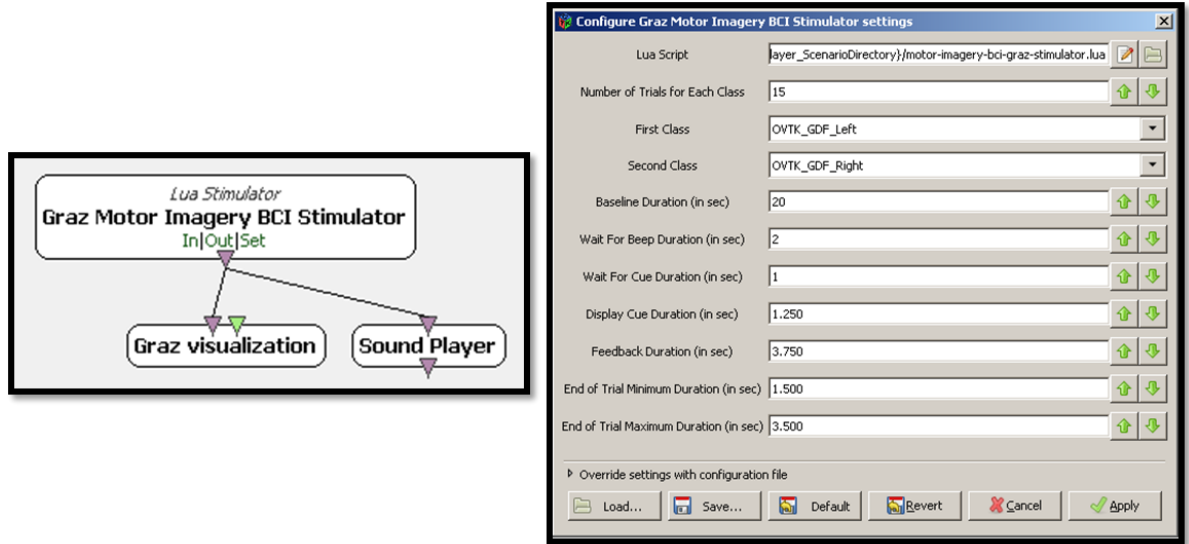 Lua Stimulator
Graz Motor Imagery BCI Stimulator
In|Out|Set
Graz visualization
Sound Player
Configure Graz Motor Imagery BCI Stimulator settings
Lua Script layer_ScenarioDirectory}/motor-imagery-bci-graz-stimulator.lua
Number of Trials for Each Class 15
First Class OVTK_GDF_Left
Second Class OVTK_GDF_Right
Baseline Duration (in sec) 20
Wait For Beep Duration (in sec) 2
Wait For Cue Duration (in sec) 1
Display Cue Duration (in sec) 1.250
Feedback Duration (in sec) 3.750
End of Trial Minimum Duration (in sec) 1.500
End of Trial Maximum Duration (in sec) 3.500
Override settings with configuration file
Load... Save... Default Revert Cancel Apply